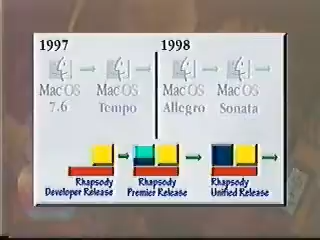 1997
1998
Mac OS
7.6
Mac OS
Tempo
Mac OS
Allegro
Mac OS
Sonata
Rhapsody
Developer Release
Rhapsody
Premier Release
Rhapsody
Unified Release